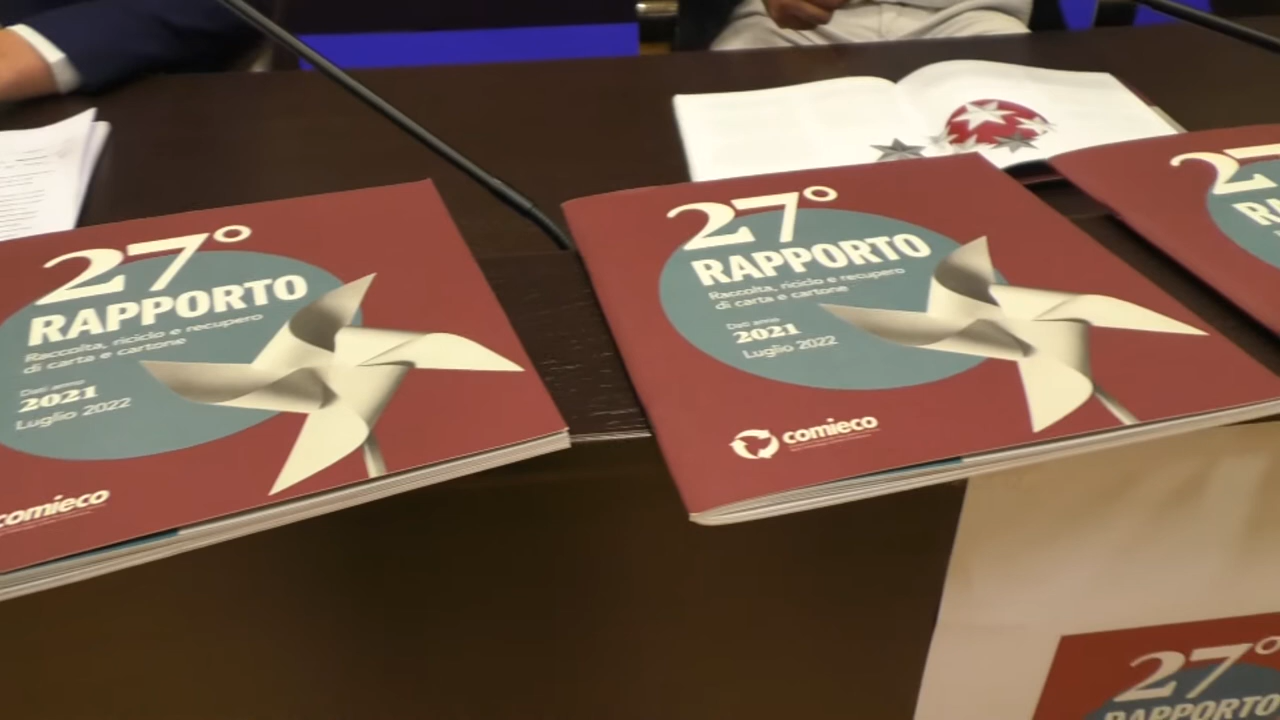 27°
RAPPORTO
Raccolta, riciclo e recupero
di carta e cartone
Dati anno
2021
Luglio 2022
comieco
27°
RAPPORTO
Raccolta, riciclo e recupero
di carta e cartone
Dati anno
2021
Luglio 2022
comieco
27°
RAPPORTO